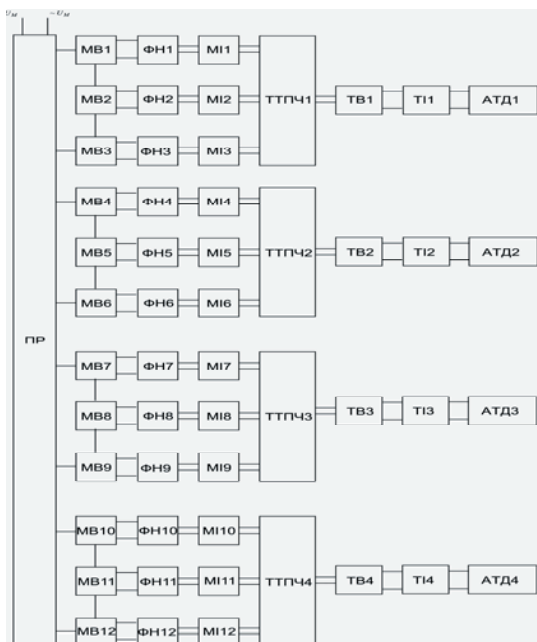 U_M -U_M
МВ1 ФН1 МІ1
МВ2 ФН2 МІ2 ТТПЧ1 ТВ1 ТІ1 АТД1
МВ3 ФН3 МІ3
МВ4 ФН4 МІ4
МВ5 ФН5 МІ5 ТТПЧ2 ТВ2 ТІ2 АТД2
МВ6 ФН6 МІ6
ПР
МВ7 ФН7 МІ7
МВ8 ФН8 МІ8 ТТПЧ3 ТВ3 ТІ3 АТД3
МВ9 ФН9 МІ9
МВ10 ФН10 МІ10
МВ11 ФН11 МІ11 ТТПЧ4 ТВ4 ТІ4 АТД4
МВ12 ФН12 МІ12